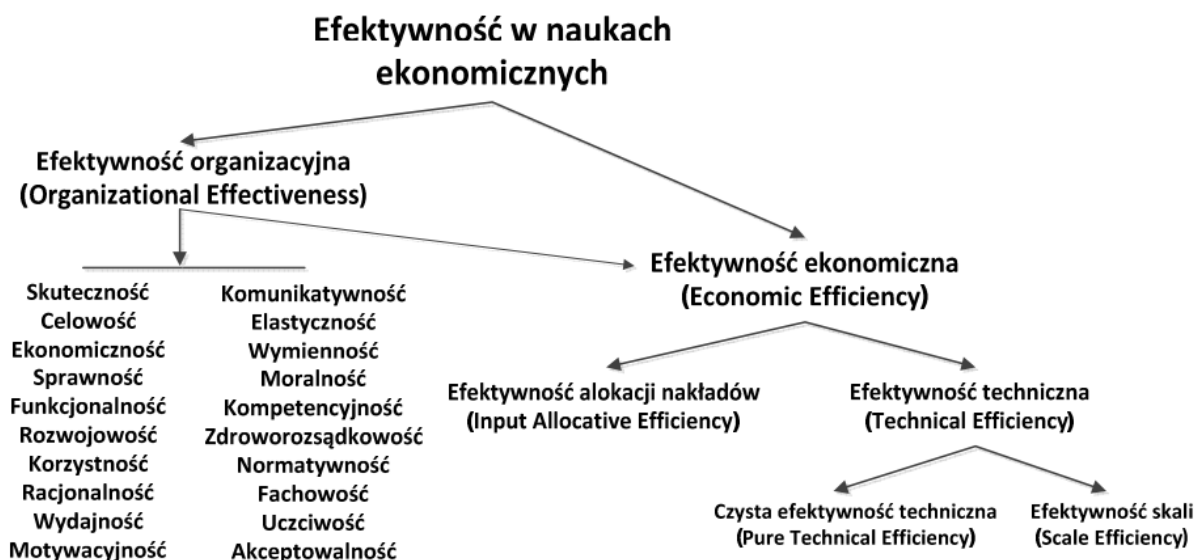 Efektywność w naukach
ekonomicznych
Efektywność organizacyjna
(Organizational Effectiveness)
Skuteczność
Celowość
Ekonomiczność
Sprawność
Funkcjonalność
Rozwojowość
Korzystność
Racjonalność
Wydajność
Motywacyjność
Komunikatywność
Elastyczność
Wymienność
Moralność
Kompetencyjność
Zdroworozsądkowość
Normatywność
Fachowość
Uczciwość
Akceptowalność
Efektywność ekonomiczna
(Economic Efficiency)
Efektywność alokacji nakładów
(Input Allocative Efficiency)
Efektywność techniczna
(Technical Efficiency)
Czysta efektywność techniczna
(Pure Technical Efficiency)
Efektywność skali
(Scale Efficiency)